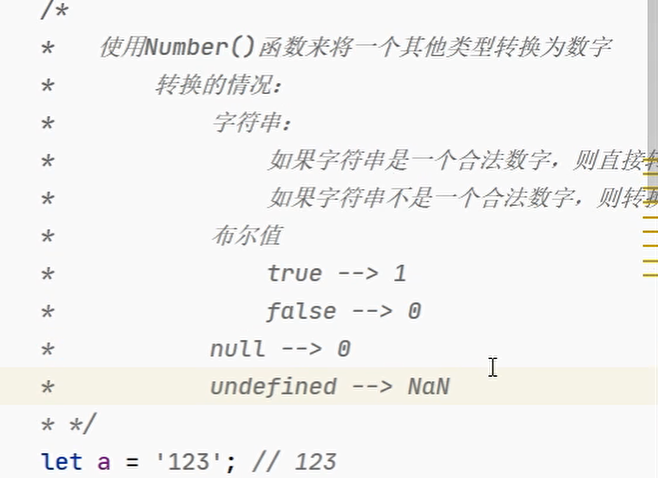 /*
* 使用Number()函数来将一个其他类型转换为数字
* 转换的情况：
* 字符串：
* 如果字符串是一个合法数字，则直接转
* 如果字符串不是一个合法数字，则转换
* 布尔值
* true --> 1
* false --> 0
* null --> 0
* undefined --> NaN
* */
let a = '123'; // 123